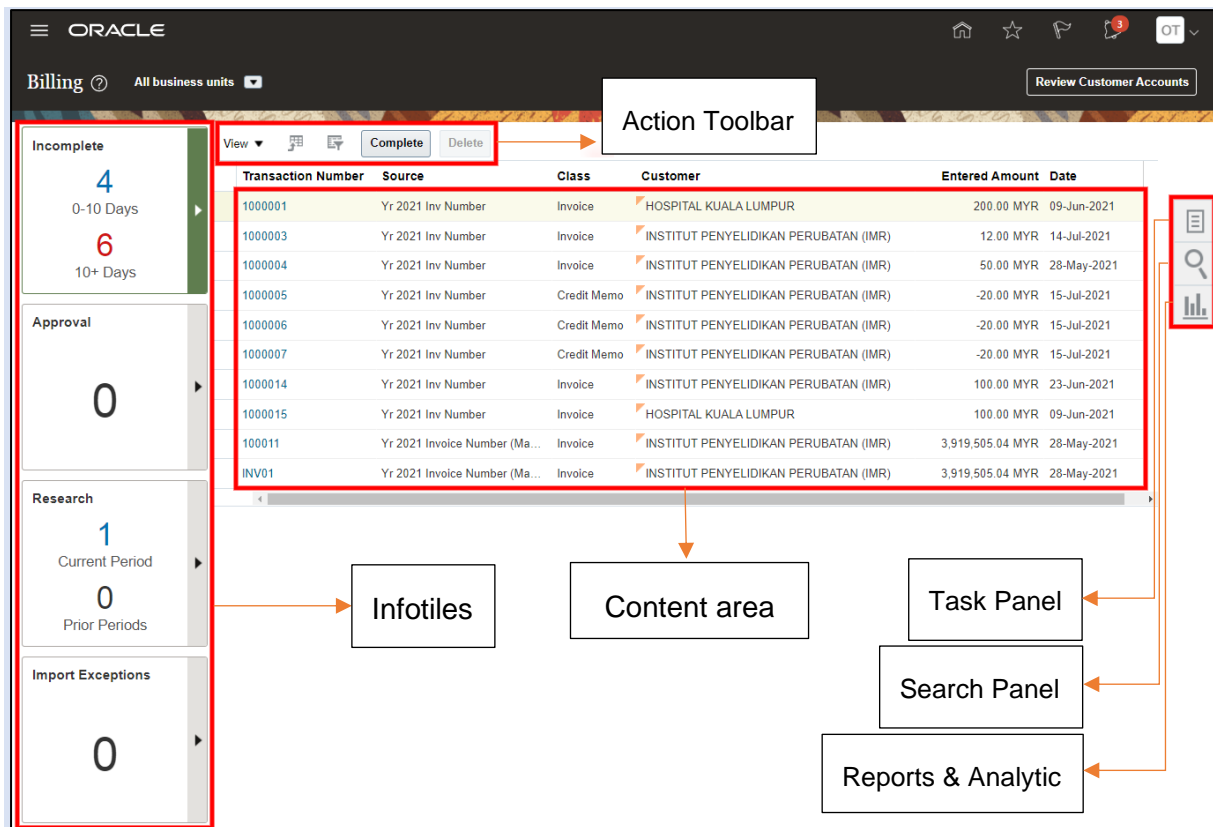 ORACLE
3
OT
Billing ? All business units
Review Customer Accounts
Action Toolbar
View Complete Delete
Incomplete
4
0-10 Days
6
10+ Days
Transaction Number Source Class Customer Entered Amount Date
1000001 Yr 2021 Inv Number Invoice HOSPITAL KUALA LUMPUR 200.00 MYR 09-Jun-2021
1000003 Yr 2021 Inv Number Invoice INSTITUT PENYELIDIKAN PERUBATAN (IMR) 12.00 MYR 14-Jul-2021
1000004 Yr 2021 Inv Number Invoice INSTITUT PENYELIDIKAN PERUBATAN (IMR) 50.00 MYR 28-May-2021
1000005 Yr 2021 Inv Number Credit Memo INSTITUT PENYELIDIKAN PERUBATAN (IMR) -20.00 MYR 15-Jul-2021
1000006 Yr 2021 Inv Number Credit Memo INSTITUT PENYELIDIKAN PERUBATAN (IMR) -20.00 MYR 15-Jul-2021
1000007 Yr 2021 Inv Number Credit Memo INSTITUT PENYELIDIKAN PERUBATAN (IMR) -20.00 MYR 15-Jul-2021
1000014 Yr 2021 Inv Number Invoice INSTITUT PENYELIDIKAN PERUBATAN (IMR) 100.00 MYR 23-Jun-2021
1000015 Yr 2021 Inv Number Invoice HOSPITAL KUALA LUMPUR 100.00 MYR 09-Jun-2021
100011 Yr 2021 Invoice Number (Ma... Invoice INSTITUT PENYELIDIKAN PERUBATAN (IMR) 3,919,505.04 MYR 28-May-2021
INV01 Yr 2021 Invoice Number (Ma... Invoice INSTITUT PENYELIDIKAN PERUBATAN (IMR) 3,919,505.04 MYR 28-May-2021
Approval
0
Research
1
Current Period
0
Prior Periods
Import Exceptions
0
Infotiles
Content area
Task Panel
Search Panel
Reports & Analytic